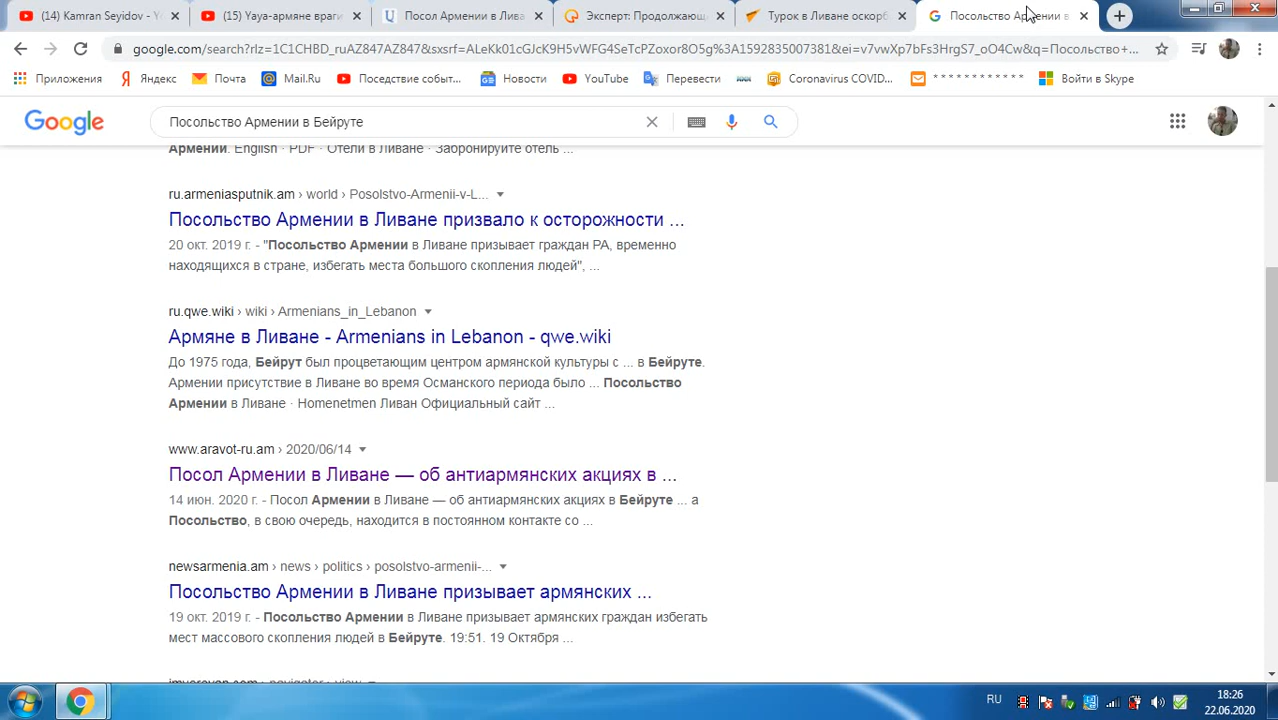 (14) Kamran Seyidov - Y
(15) Yaya-армяне враги
Посол Армении в Лива
Эксперт: Продолжающ
Турок в Ливане оскорб
Посольство Армении в
google.com/search?rlz=1C1CHBD_ruAZ847AZ847&sxsrf=ALeKk01cGJcK9H5vWFG4SeTcPZoxor8O5g%3A1592835007381&ei=v7vwXp7bFs3HrgS7_oO4Cw&q=Посольство+...
Приложения
Яндекс
Почта
Mail.Ru
Поседствие событ...
Новости
YouTube
Перевести
Coronavirus COVID...
* * * * * * * * * * * *
Войти в Skype
Google
Посольство Армении в Бейруте
Армении. English · PDF · Отели в Ливане · Забронируйте отель ...
ru.armeniasputnik.am › world › Posolstvo-Armenii-v-L...
Посольство Армении в Ливане призвало к осторожности ...
20 окт. 2019 г. - "Посольство Армении в Ливане призывает граждан РА, временно
находящихся в стране, избегать места большого скопления людей", ...
ru.qwe.wiki › wiki › Armenians_in_Lebanon
Армяне в Ливане - Armenians in Lebanon - qwe.wiki
До 1975 года, Бейрут был процветающим центром армянской культуры с ... в Бейруте.
Армении присутствие в Ливане во время Османского периода было ... Посольство
Армении в Ливане · Homenetmen Ливан Официальный сайт ...
www.aravot-ru.am › 2020/06/14
Посол Армении в Ливане — об антиармянских акциях в ...
14 июн. 2020 г. - Посол Армении в Ливане — об антиармянских акциях в Бейруте ... а
Посольство, в свою очередь, находится в постоянном контакте со ...
newsarmenia.am › news › politics › posolstvo-armenii-...
Посольство Армении в Ливане призывает армянских ...
19 окт. 2019 г. - Посольство Армении в Ливане призывает армянских граждан избегать
мест массового скопления людей в Бейруте. 19:51. 19 Октября ...
RU
18:26
22.06.2020